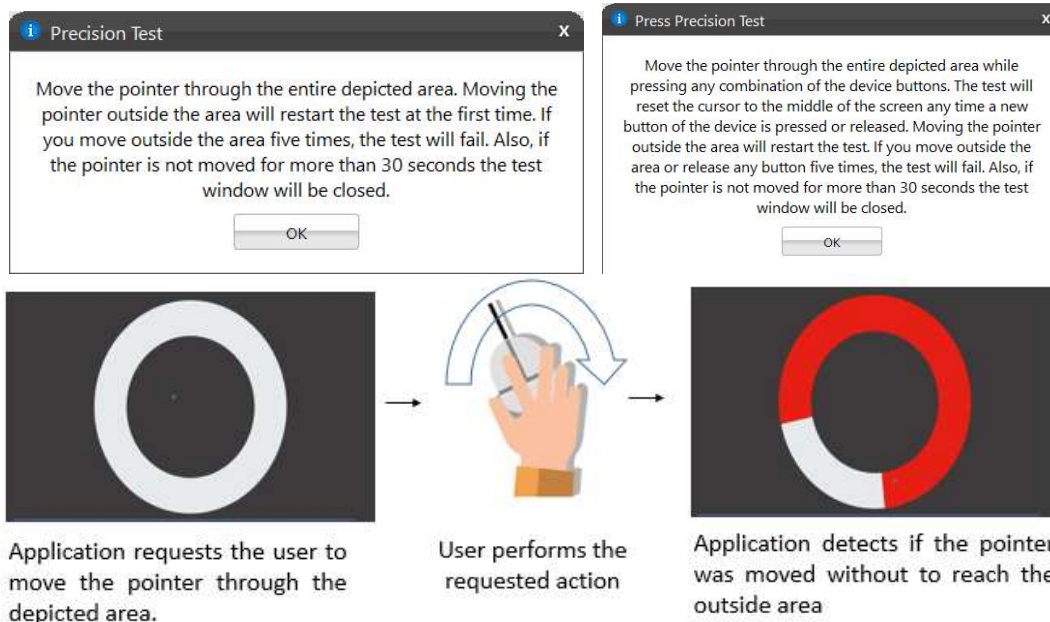 Precision Test
X
Move the pointer through the entire depicted area. Moving the
pointer outside the area will restart the test at the first time. If
you move outside the area five times, the test will fail. Also, if
the pointer is not moved for more than 30 seconds the test
window will be closed.
OK
Press Precision Test
X
Move the pointer through the entire depicted area while
pressing any combination of the device buttons. The test will
reset the cursor to the middle of the screen any time a new
button of the device is pressed or released. Moving the pointer
outside the area will restart the test. If you move outside the
area or release any button five times, the test will fail. Also, if
the pointer is not moved for more than 30 seconds the test
window will be closed.
OK
Application requests the user to
move the pointer through the
depicted area.
User performs the
requested action
Application detects if the pointer
was moved without to reach the
outside area